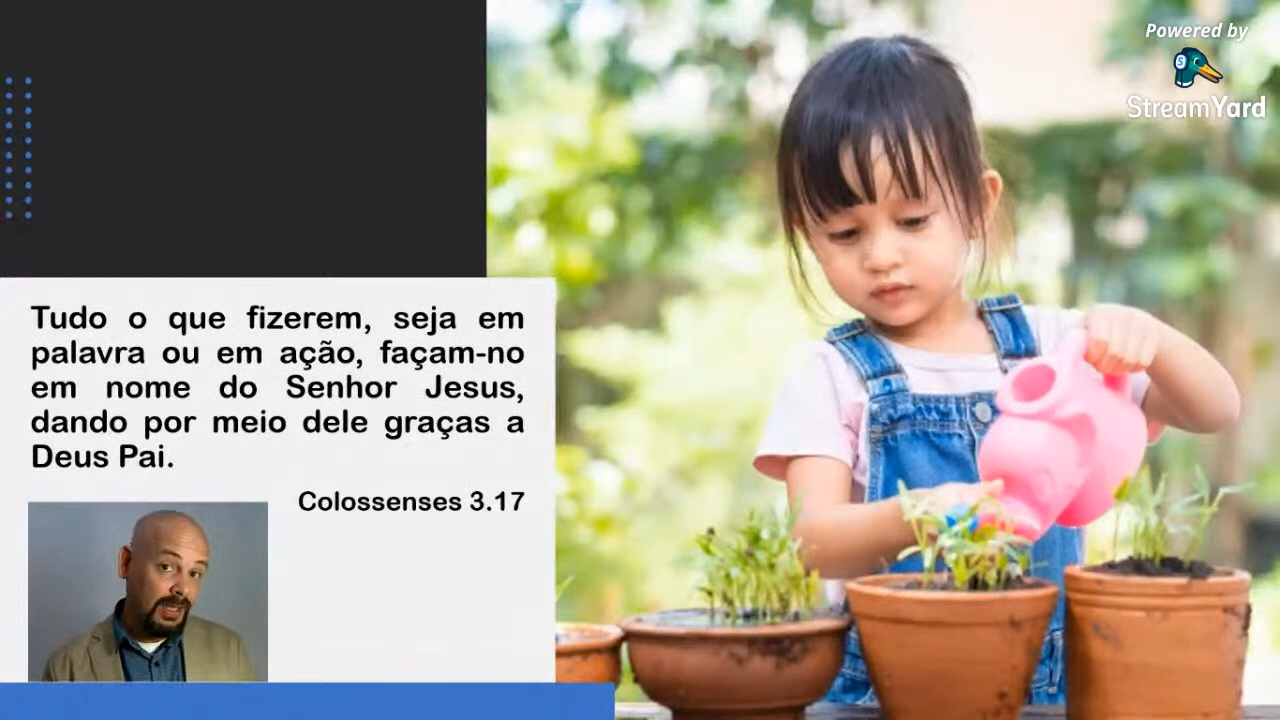 Powered by
StreamYard
Tudo o que fizerem, seja em
palavra ou em ação, façam-no
em nome do Senhor Jesus,
dando por meio dele graças a
Deus Pai.
Colossenses 3.17